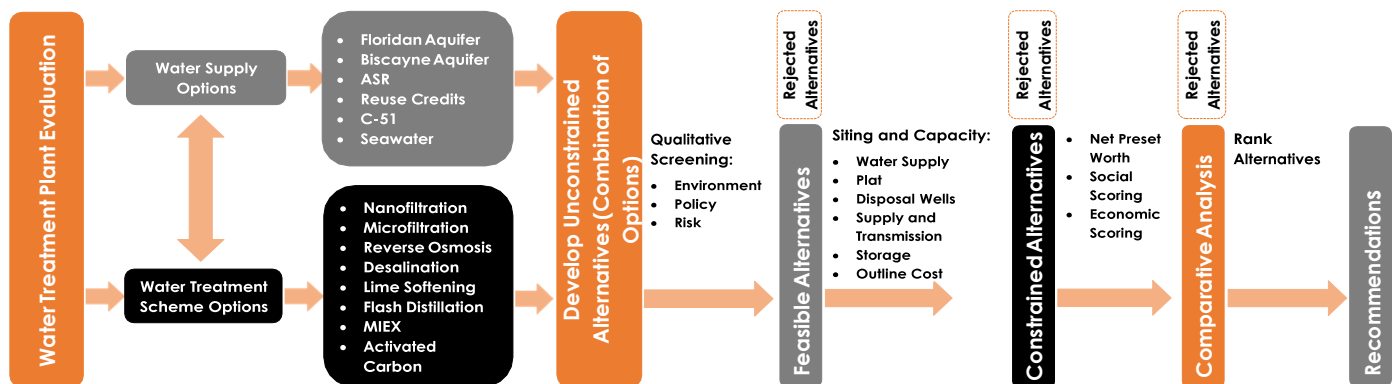 Water Treatment Plant Evaluation
Water Supply
Options
• Floridan Aquifer
• Biscayne Aquifer
• ASR
• Reuse Credits
• C-51
• Seawater
Water Treatment
Scheme Options
• Nanofiltration
• Microfiltration
• Reverse Osmosis
• Desalination
• Lime Softening
• Flash Distillation
• MIEX
• Activated
Carbon
Develop Unconstrained
Alternatives (Combination of
Options)
Qualitative
Screening:
• Environment
• Policy
• Risk
Rejected
Alternatives
Feasible Alternatives
Siting and Capacity:
• Water Supply
• Plat
• Disposal Wells
• Supply and
Transmission
• Storage
• Outline Cost
Rejected
Alternatives
Constrained Alternatives
• Net Preset
Worth
• Social
Scoring
• Economic
Scoring
Rejected
Alternatives
Comparative Analysis
Rank
Alternatives
Recommendations